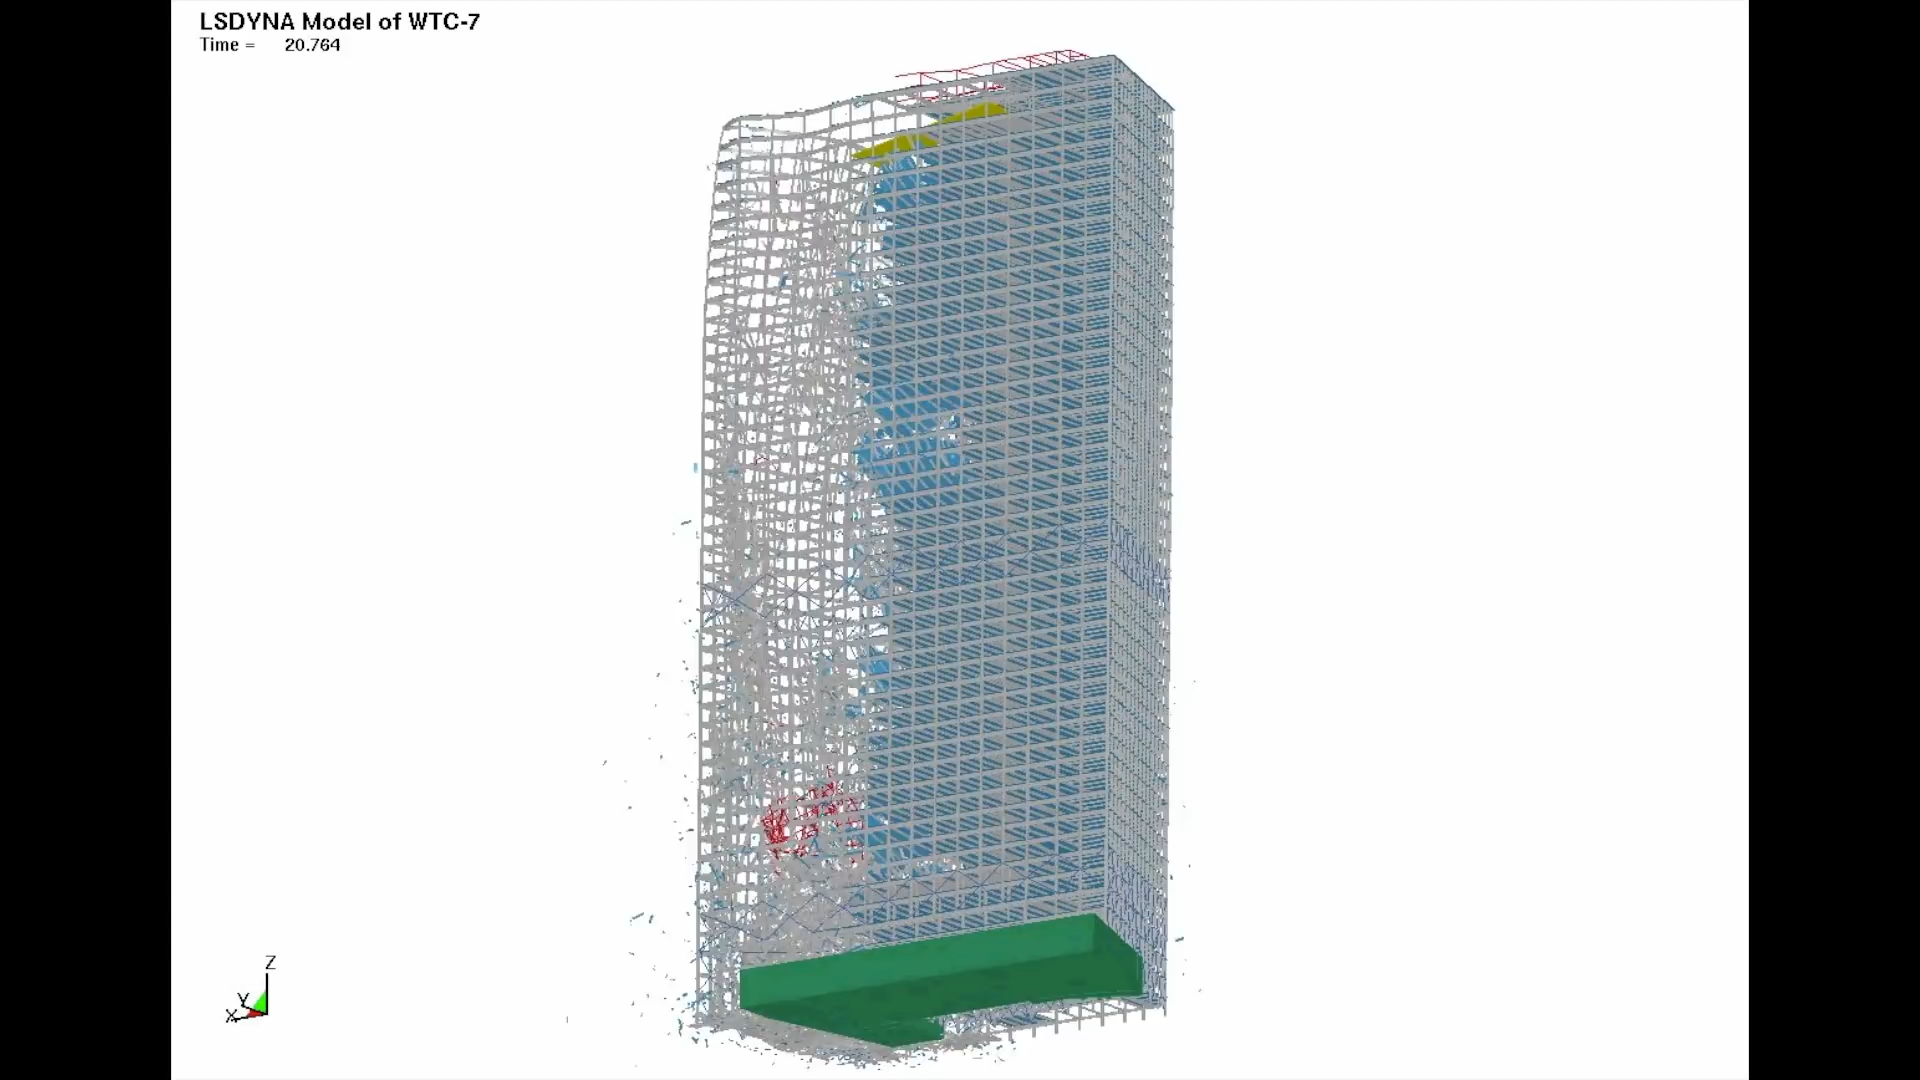 LSDYNA Model of WTC-7
Time = 20.764
Z
Y
X